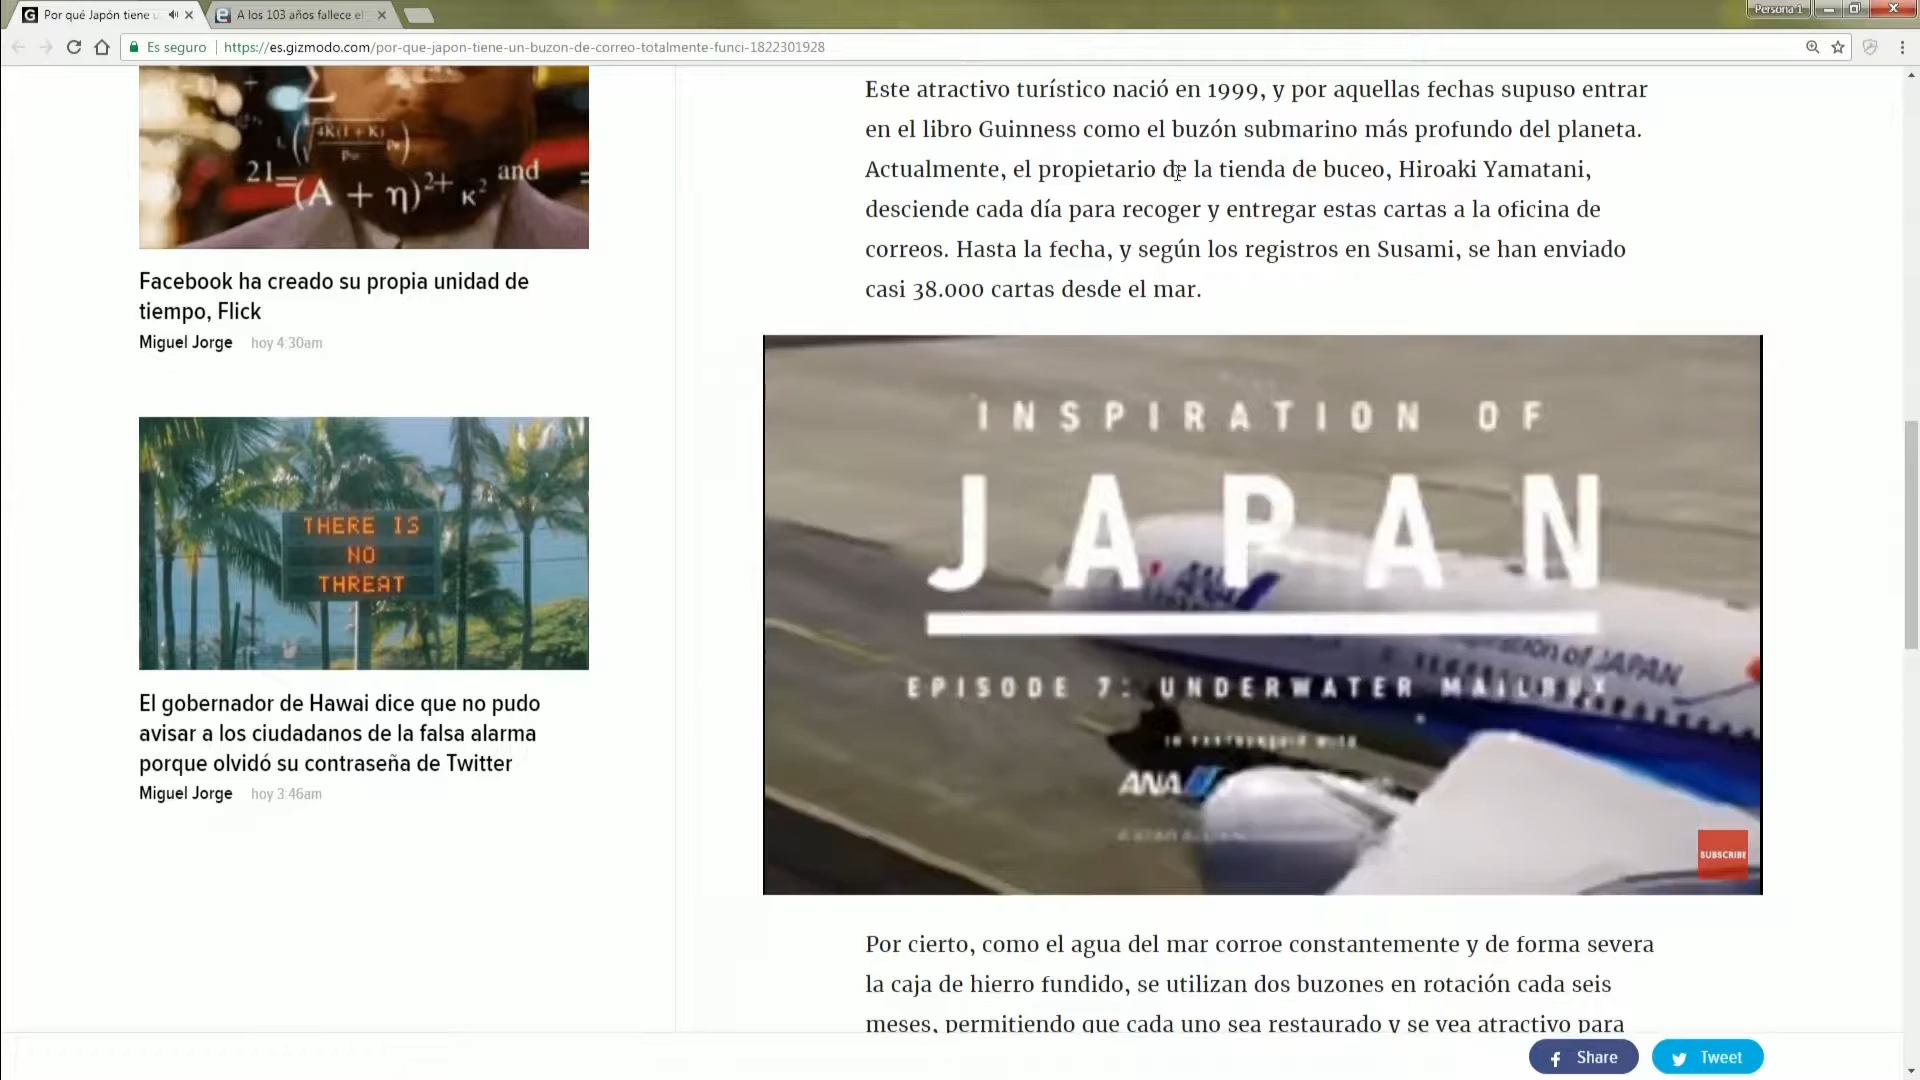 Por qué Japón tiene u
A los 103 años fallece el
Persona 1
Es seguro
https://es.gizmodo.com/por-que-japon-tiene-un-buzon-de-correo-totalmente-funci-1822301928
21=
(A + η)²⁺ κ² and
Facebook ha creado su propia unidad de
tiempo, Flick
Miguel Jorge hoy 4:30am
THERE IS
NO
THREAT
El gobernador de Hawai dice que no pudo
avisar a los ciudadanos de la falsa alarma
porque olvidó su contraseña de Twitter
Miguel Jorge hoy 3:46am
Este atractivo turístico nació en 1999, y por aquellas fechas supuso entrar
en el libro Guinness como el buzón submarino más profundo del planeta.
Actualmente, el propietario de la tienda de buceo, Hiroaki Yamatani,
desciende cada día para recoger y entregar estas cartas a la oficina de
correos. Hasta la fecha, y según los registros en Susami, se han enviado
casi 38.000 cartas desde el mar.
INSPIRATION OF
JAPAN
EPISODE 7: UNDERWATER MAILBOX
IN PARTNERSHIP WITH
ANA
of JAPAN
SUBSCRIBE
Por cierto, como el agua del mar corroe constantemente y de forma severa
la caja de hierro fundido, se utilizan dos buzones en rotación cada seis
meses, permitiendo que cada uno sea restaurado y se vea atractivo para
Share
Tweet